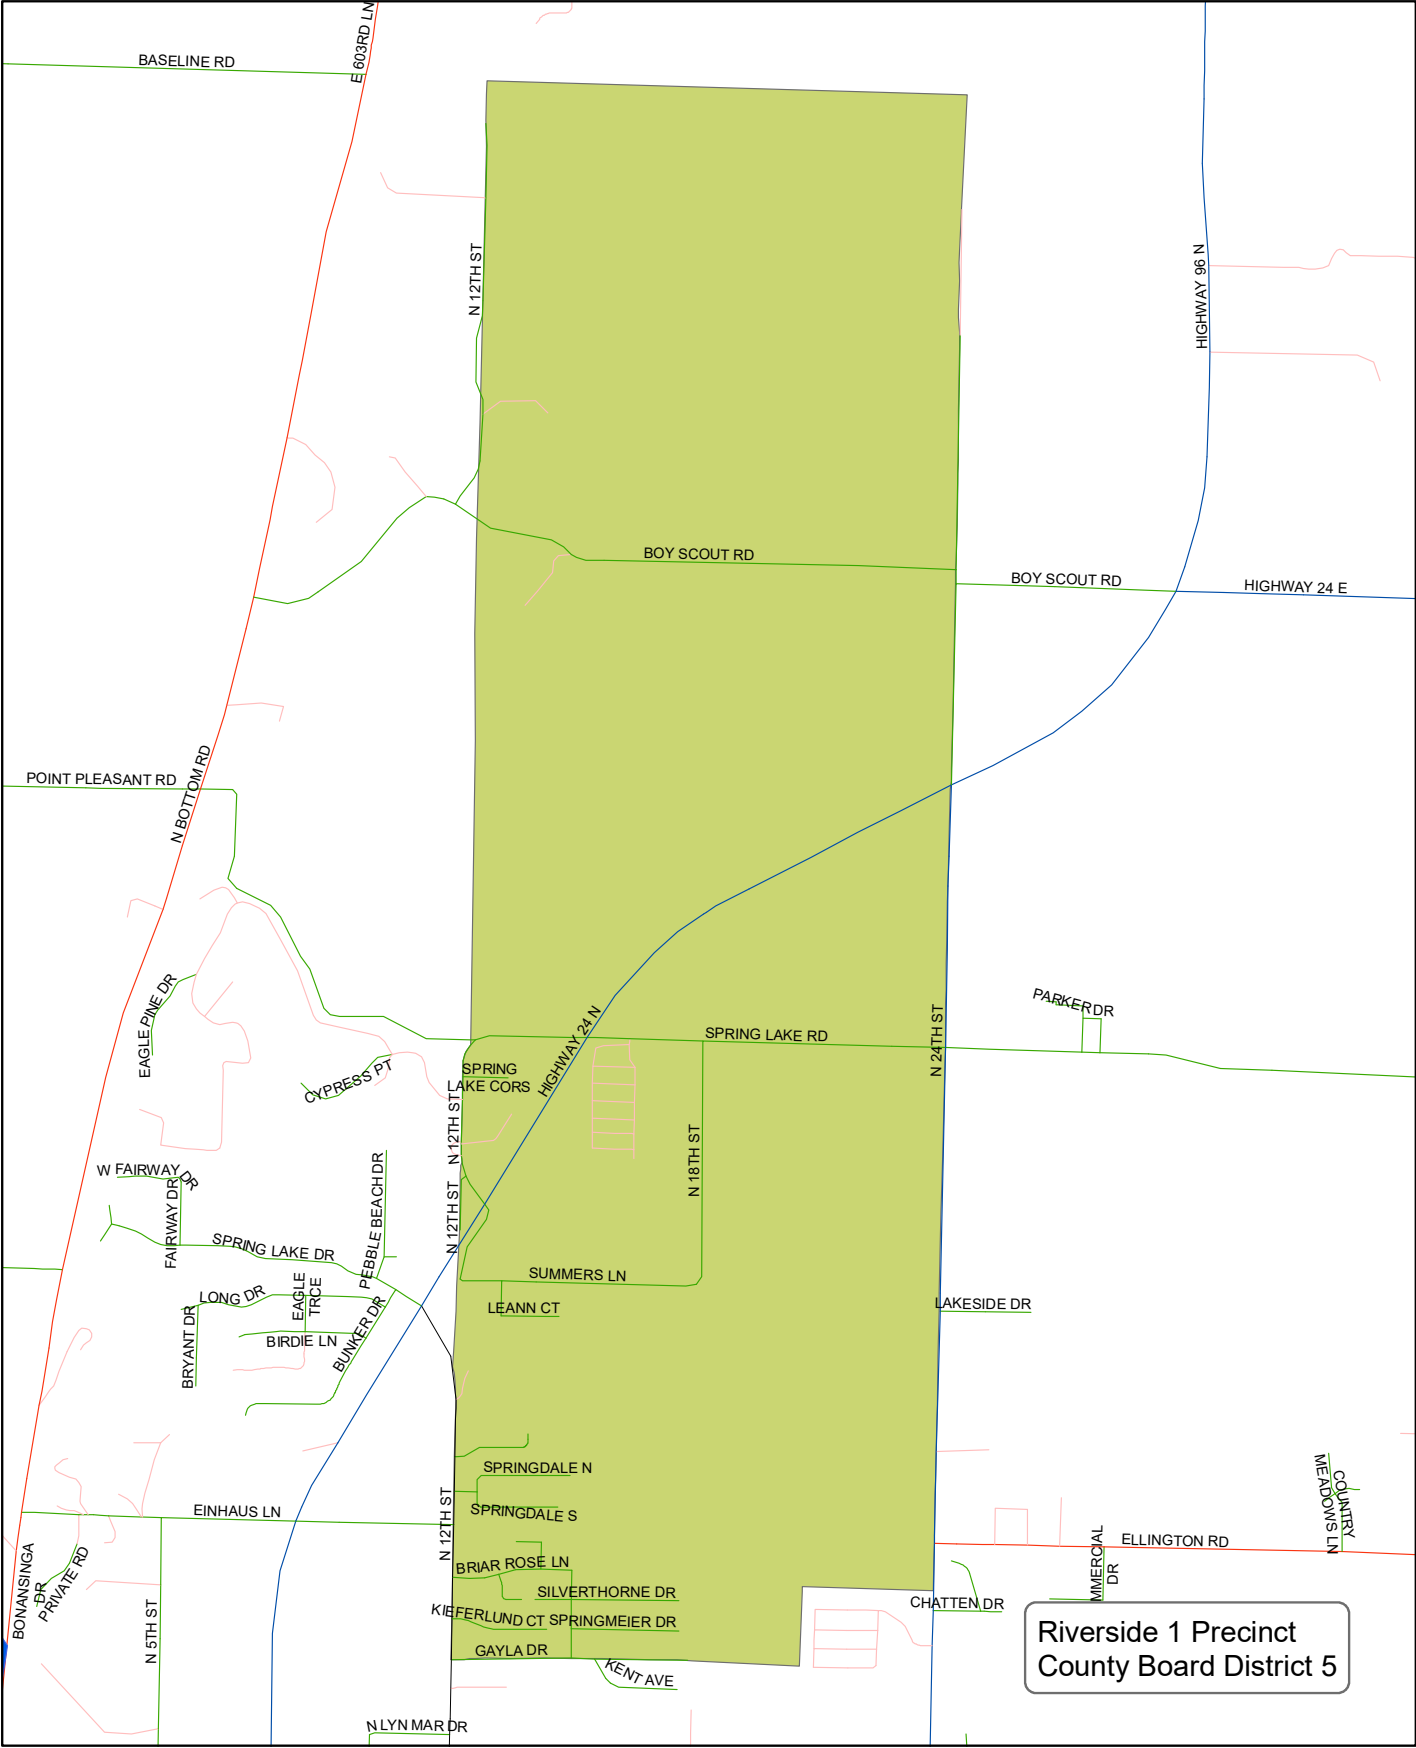 E 603RD LN
BASELINE RD
N 12TH ST
HIGHWAY 96 N
BOY SCOUT RD
BOY SCOUT RD
HIGHWAY 24 E
N BOTTOM RD
POINT PLEASANT RD
EAGLE PINE DR
PARKER DR
HIGHWAY 24 N
SPRING LAKE RD
N 24TH ST
SPRING
LAKE CORS
CYPRESS PT
N 12TH ST
N 18TH ST
W FAIRWAY DR
FAIRWAY DR
PEBBLE BEACH DR
N 12TH ST
SPRING LAKE DR
SUMMERS LN
LEANN CT
LAKESIDE DR
LONG DR
EAGLE
TRCE
BRYANT DR
BIRDIE LN
BUNKER DR
SPRINGDALE N
SPRINGDALE S
EINHAUS LN
N 12TH ST
COUNTRY
MEADOWS LN
ELLINGTON RD
MMERCIAL
DR
BRIAR ROSE LN
SILVERTHORNE DR
CHATTEN DR
KIEFERLUND CT
SPRINGMEIER DR
GAYLA DR
KENT AVE
BONANSINGA
DR
PRIVATE RD
N 5TH ST
N LYN MAR DR
Riverside 1 Precinct
County Board District 5